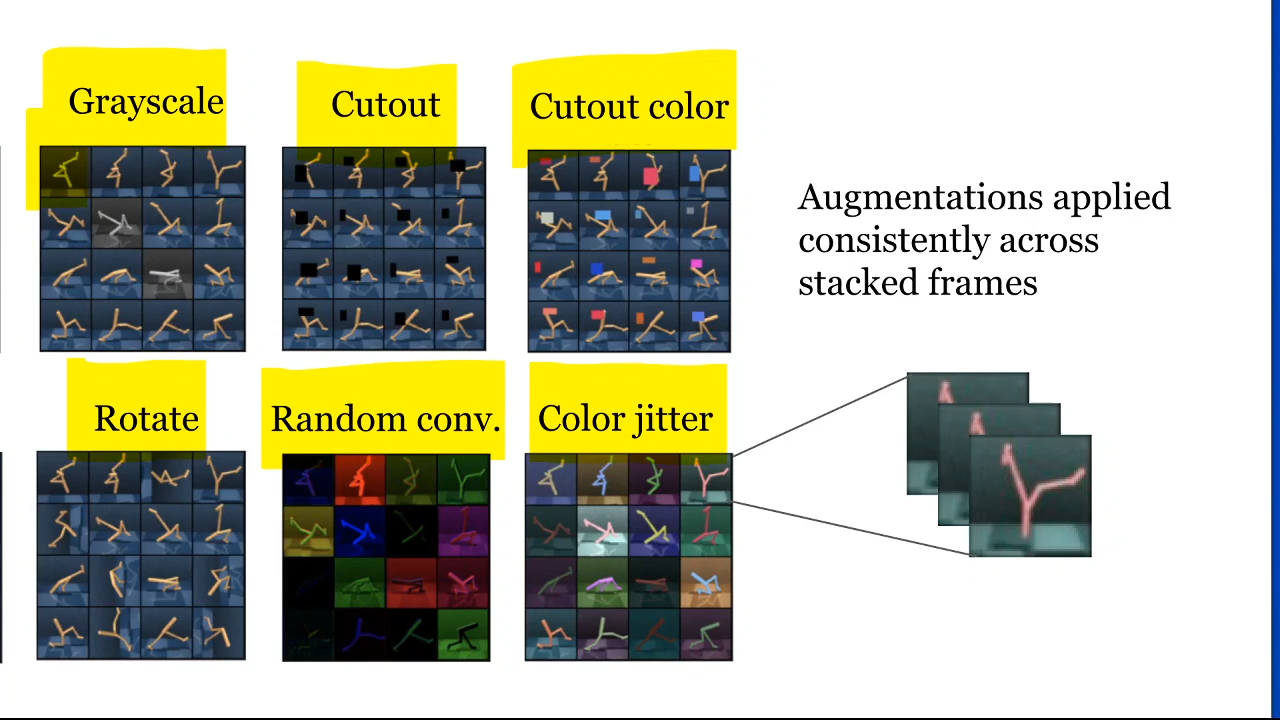 Grayscale
Cutout
Cutout color
Augmentations applied
consistently across
stacked frames
Rotate
Random conv.
Color jitter